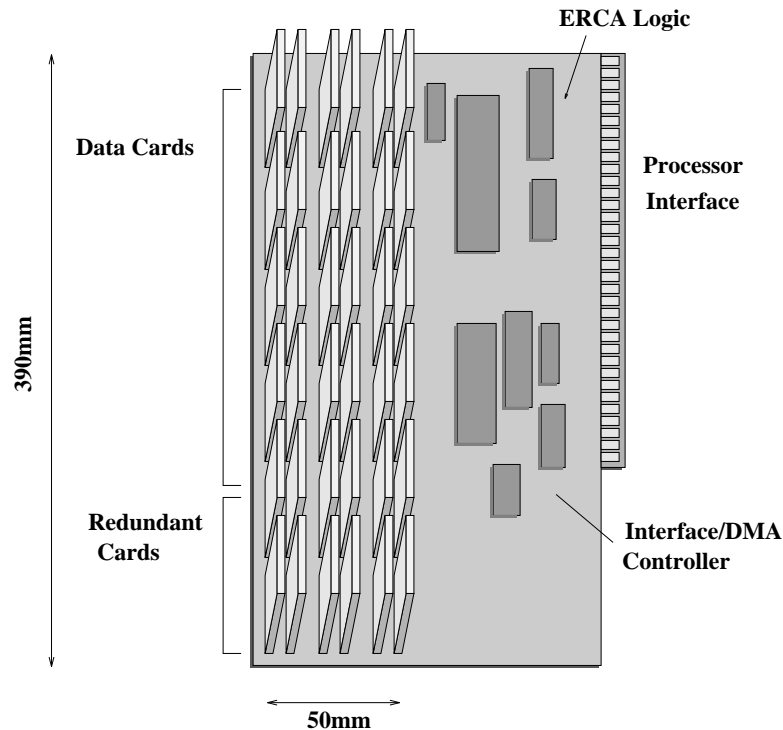 ERCA Logic
Data Cards
Processor
Interface
390mm
Redundant
Cards
Interface/DMA
Controller
50mm